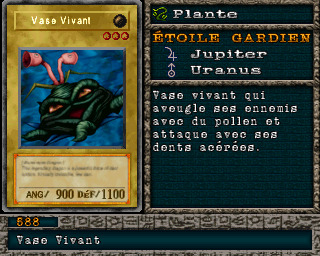 Vase Vivant
ANG/ 900 DÉF/1100
Plante
ÉTOILE GARDIEN
Jupiter
Uranus
Vase vivant qui
aveugle ses ennemis
avec du pollen et
attaque avec ses
dents acérées.
588
Vase Vivant